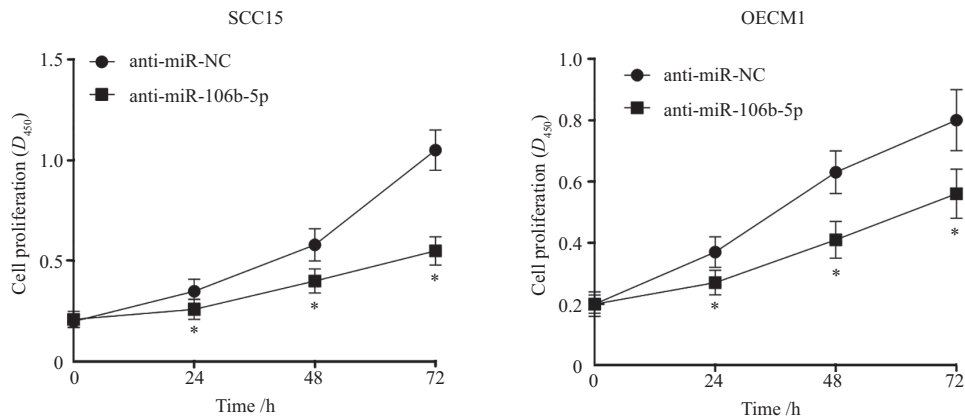 SCC15
anti-miR-NC
anti-miR-106b-5p
Cell proliferation (D450)
1.5
1.0
0.5
0
0 24 48 72
* * *
Time /h
OECM1
anti-miR-NC
anti-miR-106b-5p
Cell proliferation (D450)
1.0
0.8
0.6
0.4
0.2
0
0 24 48 72
* * *
Time /h